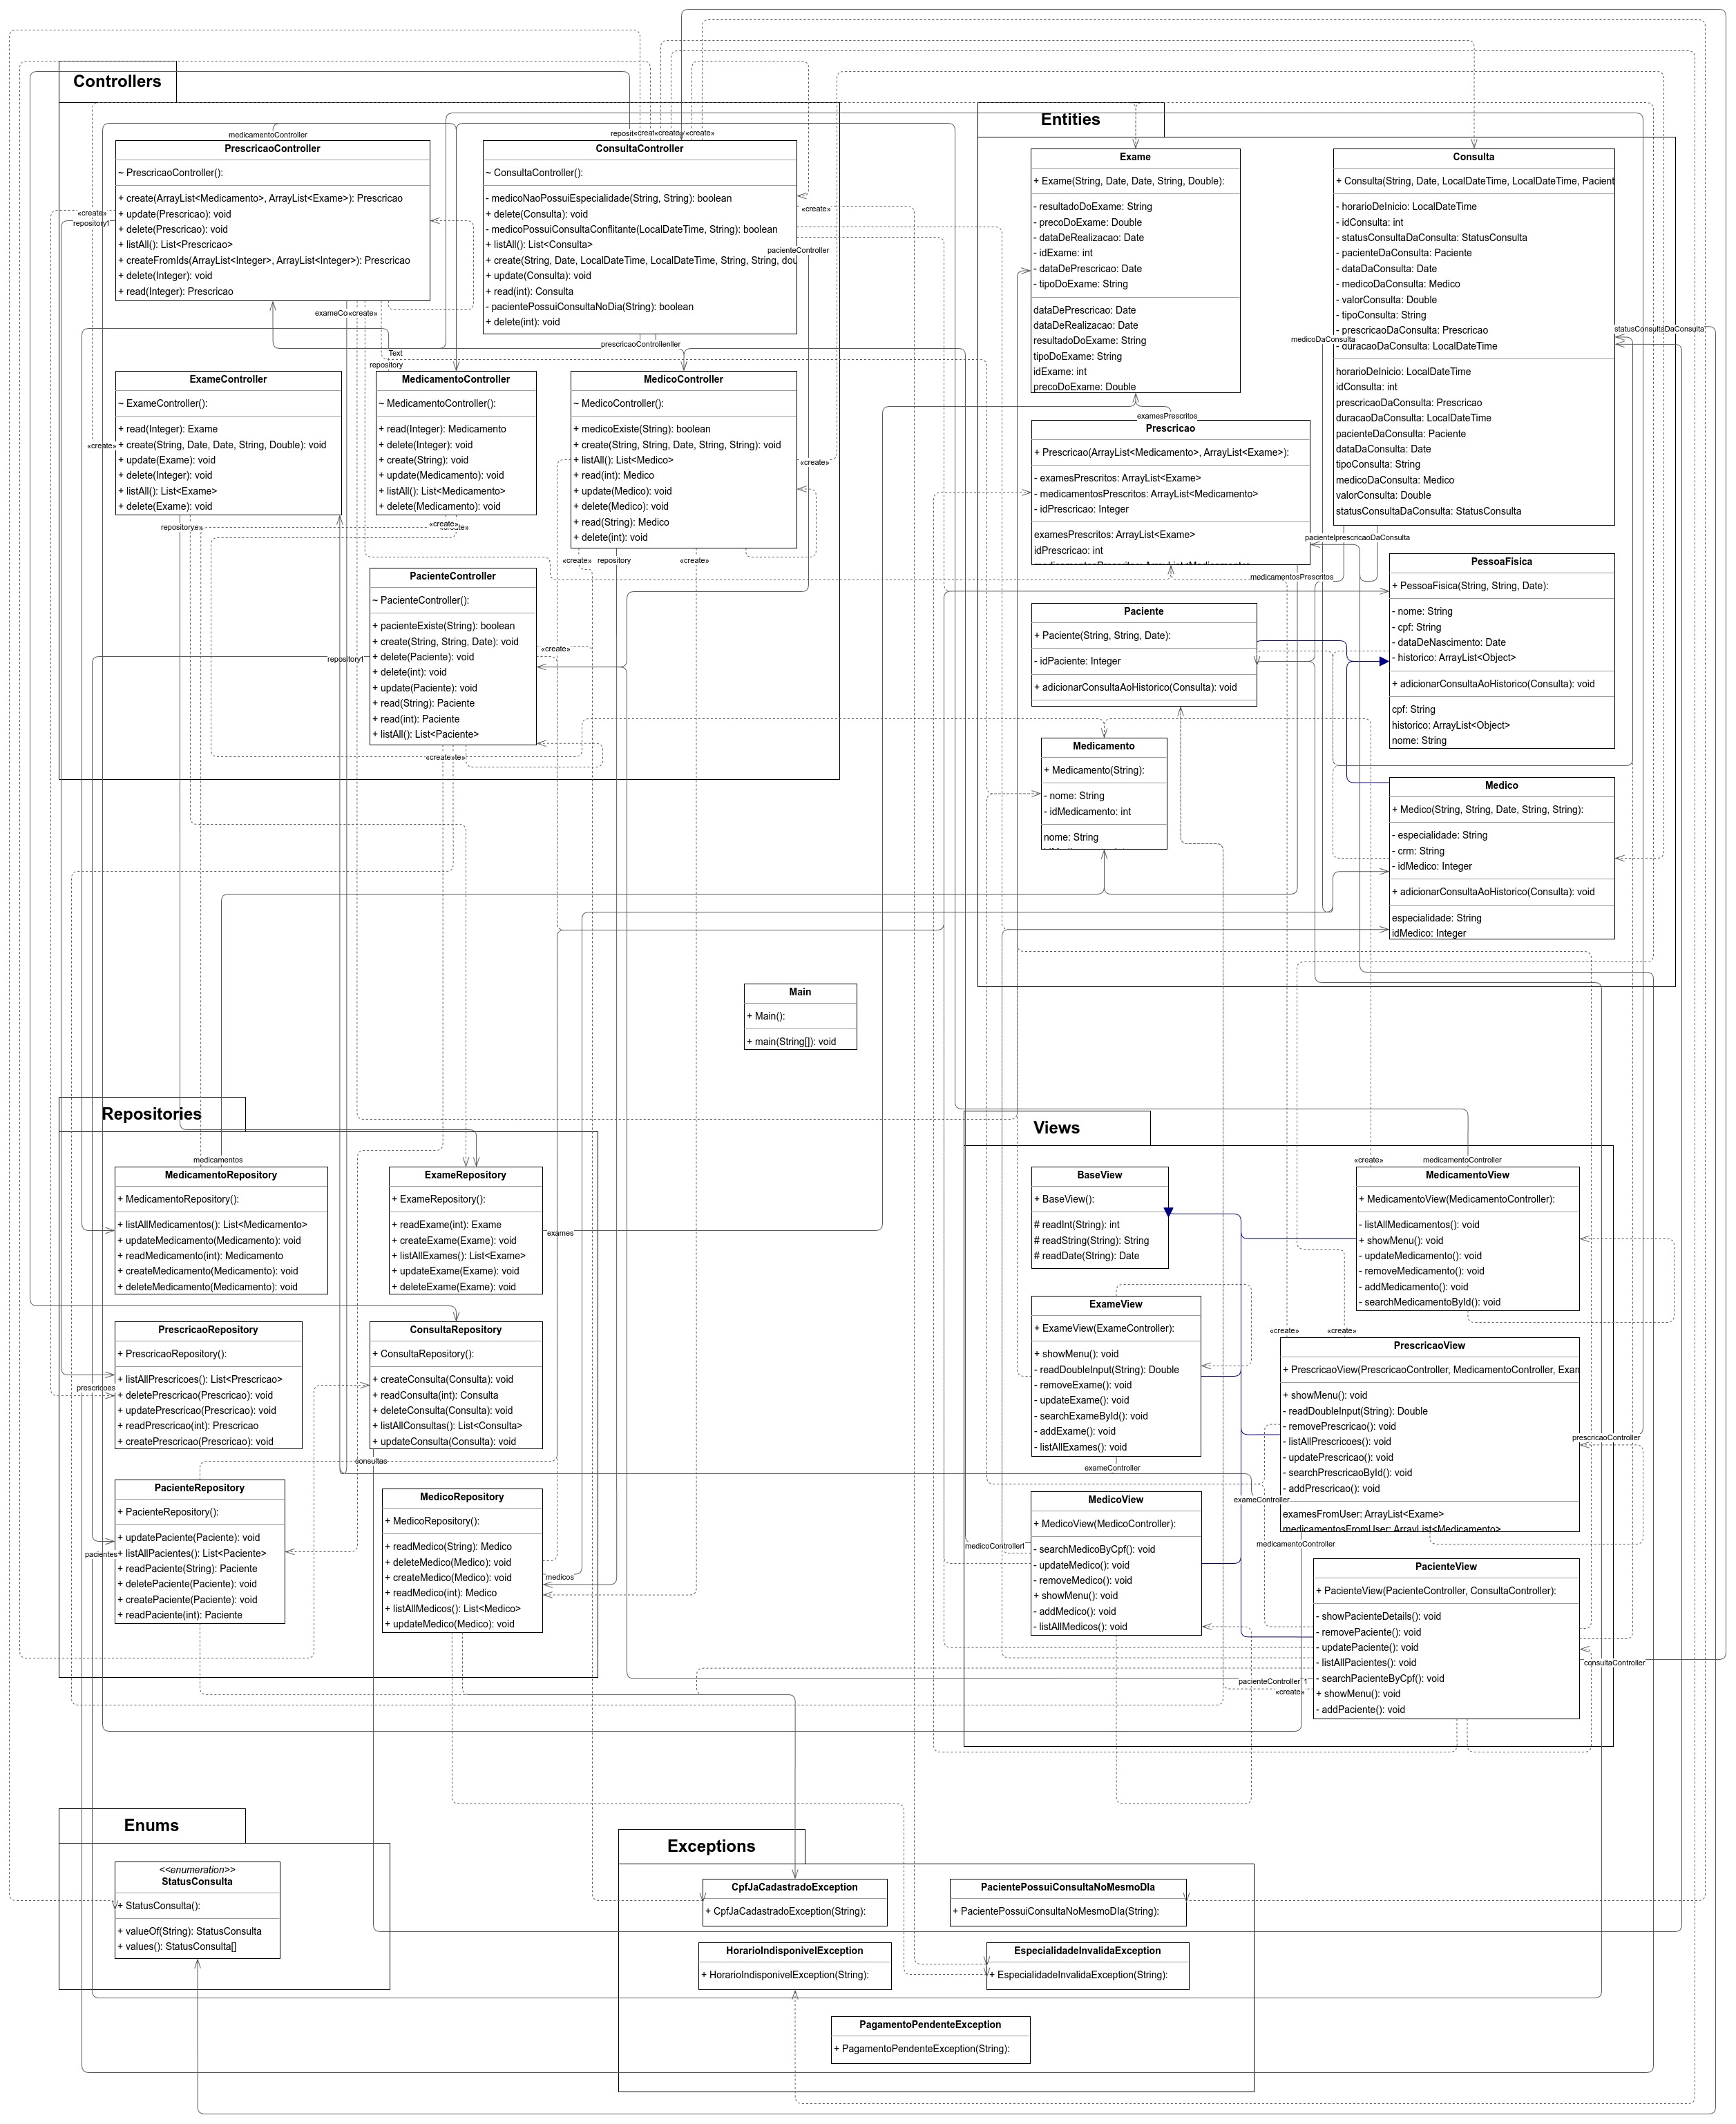 Controllers
medicamentoController
PrescricaoController
~ PrescricaoController():
+ create(ArrayList<Medicamento>, ArrayList<Exame>): Prescricao
+ update(Prescricao): void
+ delete(Prescricao): void
+ listAll(): List<Prescricao>
+ createFromIds(ArrayList<Integer>, ArrayList<Integer>): Prescricao
+ delete(Integer): void
+ read(Integer): Prescricao
«create»
repository1
«create»
«create»
ConsultaController
~ ConsultaController():
- medicoNaoPossuiEspecialidade(String, String): boolean
+ delete(Consulta): void
- medicoPossuiConsultaConflitante(LocalDateTime, String): boolean
+ listAll(): List<Consulta>
+ create(String, Date, LocalDateTime, LocalDateTime, String, String, dou
+ update(Consulta): void
+ read(int): Consulta
- pacientePossuiConsultaNoDia(String): boolean
+ delete(int): void
«create»
pacienteController
Text
repository
ExameController
~ ExameController():
+ read(Integer): Exame
+ create(String, Date, Date, String, Double): void
+ update(Exame): void
+ delete(Integer): void
+ listAll(): List<Exame>
+ delete(Exame): void
«create»
MedicamentoController
~ MedicamentoController():
+ read(Integer): Medicamento
+ delete(Integer): void
+ create(String): void
+ update(Medicamento): void
+ listAll(): List<Medicamento>
+ delete(Medicamento): void
«create»
MedicoController
~ MedicoController():
+ medicoExiste(String): boolean
+ create(String, String, Date, String, String): void
+ listAll(): List<Medico>
+ read(int): Medico
+ update(Medico): void
+ delete(Medico): void
+ read(String): Medico
+ delete(int): void
«create»
«create»
repository
«create»
PacienteController
~ PacienteController():
+ pacienteExiste(String): boolean
+ create(String, String, Date): void
+ delete(Paciente): void
+ delete(int): void
+ update(Paciente): void
+ read(String): Paciente
+ read(int): Paciente
+ listAll(): List<Paciente>
«create»
repository1
Entities
Exame
+ Exame(String, Date, Date, String, Double):
- resultadoDoExame: String
- precoDoExame: Double
- dataDeRealizacao: Date
- idExame: int
- dataDePrescricao: Date
- tipoDoExame: String
dataDePrescricao: Date
dataDeRealizacao: Date
resultadoDoExame: String
tipoDoExame: String
idExame: int
precoDoExame: Double
Consulta
+ Consulta(String, Date, LocalDateTime, LocalDateTime, Pacient
- horarioDeInicio: LocalDateTime
- idConsulta: int
- statusConsultaDaConsulta: StatusConsulta
- pacienteDaConsulta: Paciente
- dataDaConsulta: Date
- medicoDaConsulta: Medico
- valorConsulta: Double
- tipoConsulta: String
- prescricaoDaConsulta: Prescricao
- duracaoDaConsulta: LocalDateTime
horarioDeInicio: LocalDateTime
idConsulta: int
prescricaoDaConsulta: Prescricao
duracaoDaConsulta: LocalDateTime
pacienteDaConsulta: Paciente
dataDaConsulta: Date
tipoConsulta: String
medicoDaConsulta: Medico
valorConsulta: Double
statusConsultaDaConsulta: StatusConsulta
statusConsultaDaConsulta
medicoDaConsulta
examesPrescritos
Prescricao
+ Prescricao(ArrayList<Medicamento>, ArrayList<Exame>):
- examesPrescritos: ArrayList<Exame>
- medicamentosPrescritos: ArrayList<Medicamento>
- idPrescricao: Integer
examesPrescritos: ArrayList<Exame>
idPrescricao: int
medicamentosPrescritos: ArrayList<Medicamento>
medicamentosPrescritos
PessoaFisica
+ PessoaFisica(String, String, Date):
- nome: String
- cpf: String
- dataDeNascimento: Date
- historico: ArrayList<Object>
+ adicionarConsultaAoHistorico(Consulta): void
cpf: String
historico: ArrayList<Object>
nome: String
Paciente
+ Paciente(String, String, Date):
- idPaciente: Integer
+ adicionarConsultaAoHistorico(Consulta): void
Medicamento
+ Medicamento(String):
- nome: String
- idMedicamento: int
nome: String
Medico
+ Medico(String, String, Date, String, String):
- especialidade: String
- crm: String
- idMedico: Integer
+ adicionarConsultaAoHistorico(Consulta): void
especialidade: String
idMedico: Integer
Main
+ Main():
+ main(String[]): void
Repositories
medicamentos
MedicamentoRepository
+ MedicamentoRepository():
+ listAllMedicamentos(): List<Medicamento>
+ updateMedicamento(Medicamento): void
+ readMedicamento(int): Medicamento
+ createMedicamento(Medicamento): void
+ deleteMedicamento(Medicamento): void
ExameRepository
+ ExameRepository():
+ readExame(int): Exame
+ createExame(Exame): void
+ listAllExames(): List<Exame>
+ updateExame(Exame): void
+ deleteExame(Exame): void
exames
PrescricaoRepository
+ PrescricaoRepository():
+ listAllPrescricoes(): List<Prescricao>
+ deletePrescricao(Prescricao): void
+ updatePrescricao(Prescricao): void
+ readPrescricao(int): Prescricao
+ createPrescricao(Prescricao): void
prescricoes
ConsultaRepository
+ ConsultaRepository():
+ createConsulta(Consulta): void
+ readConsulta(int): Consulta
+ deleteConsulta(Consulta): void
+ listAllConsultas(): List<Consulta>
+ updateConsulta(Consulta): void
consultas
PacienteRepository
+ PacienteRepository():
+ updatePaciente(Paciente): void
+ listAllPacientes(): List<Paciente>
+ readPaciente(String): Paciente
+ deletePaciente(Paciente): void
+ createPaciente(Paciente): void
+ readPaciente(int): Paciente
pacientes
MedicoRepository
+ MedicoRepository():
+ readMedico(String): Medico
+ deleteMedico(Medico): void
+ createMedico(Medico): void
+ readMedico(int): Medico
+ listAllMedicos(): List<Medico>
+ updateMedico(Medico): void
medicos
Views
BaseView
+ BaseView():
# readInt(String): int
# readString(String): String
# readDate(String): Date
«create»
medicamentoController
MedicamentoView
+ MedicamentoView(MedicamentoController):
- listAllMedicamentos(): void
+ showMenu(): void
- updateMedicamento(): void
- removeMedicamento(): void
- addMedicamento(): void
- searchMedicamentoById(): void
ExameView
+ ExameView(ExameController):
+ showMenu(): void
- readDoubleInput(String): Double
- removeExame(): void
- updateExame(): void
- searchExameById(): void
- addExame(): void
- listAllExames(): void
exameController
«create»
«create»
PrescricaoView
+ PrescricaoView(PrescricaoController, MedicamentoController, Exan
+ showMenu(): void
- readDoubleInput(String): Double
- removePrescricao(): void
- listAllPrescricoes(): void
- updatePrescricao(): void
- searchPrescricaoById(): void
- addPrescricao(): void
examesFromUser: ArrayList<Exame>
medicamentosFromUser: ArrayList<Medicamento>
prescricaoController
exameController
medicamentoController
MedicoView
+ MedicoView(MedicoController):
- searchMedicoByCpf(): void
- updateMedico(): void
- removeMedico(): void
+ showMenu(): void
- addMedico(): void
- listAllMedicos(): void
medicoController
PacienteView
+ PacienteView(PacienteController, ConsultaController):
- showPacienteDetails(): void
- removePaciente(): void
- updatePaciente(): void
- listAllPacientes(): void
- searchPacienteByCpf(): void
+ showMenu(): void
- addPaciente(): void
consultaController
pacienteController
«create»
Enums
<<enumeration>>
StatusConsulta
+ StatusConsulta():
+ valueOf(String): StatusConsulta
+ values(): StatusConsulta[]
Exceptions
CpfJaCadastradoException
+ CpfJaCadastradoException(String):
PacientePossuiConsultaNoMesmoDIa
+ PacientePossuiConsultaNoMesmoDIa(String):
HorarioIndisponivelException
+ HorarioIndisponivelException(String):
EspecialidadeInvalidaException
+ EspecialidadeInvalidaException(String):
PagamentoPendenteException
+ PagamentoPendenteException(String):